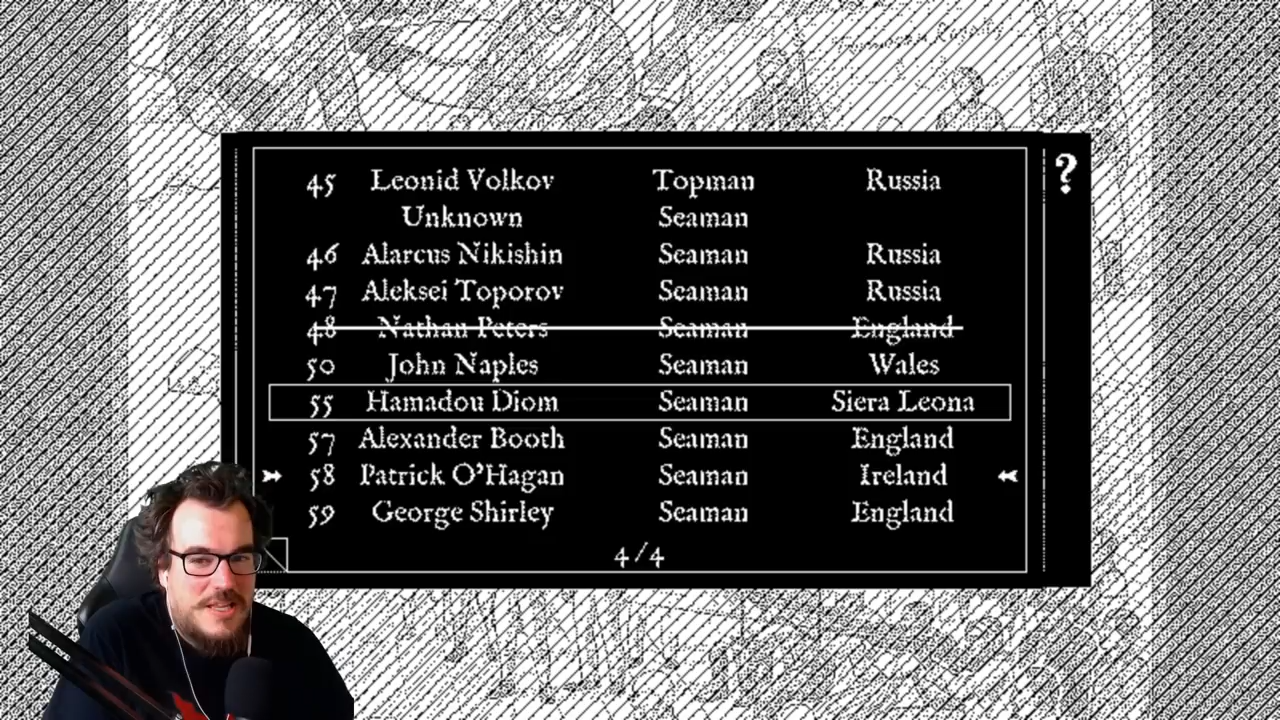 ?
45 Leonid Volkov Topman Russia
Unknown Seaman
46 Alarcus Nikishin Seaman Russia
47 Aleksei Toporov Seaman Russia
48 Nathan Peters Seaman England
50 John Naples Seaman Wales
55 Hamadou Diom Seaman Siera Leona
57 Alexander Booth Seaman England
58 Patrick O'Hagan Seaman Ireland
59 George Shirley Seaman England
4/4